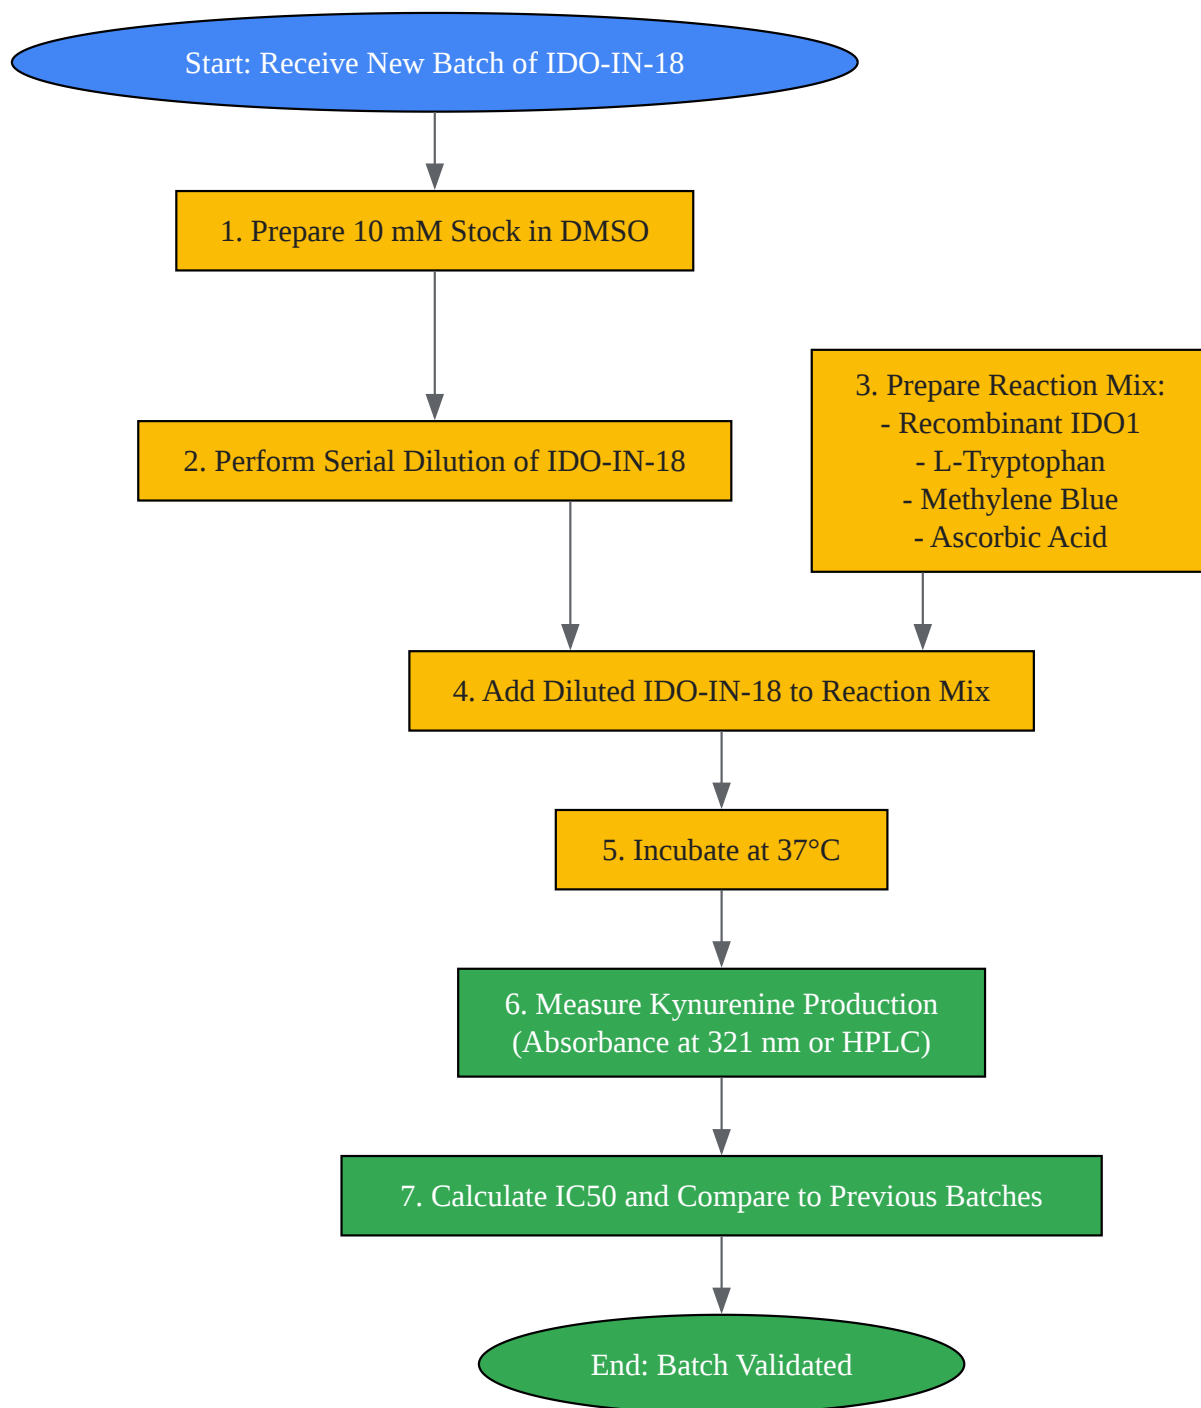 Start: Receive New Batch of IDO-IN-18
1. Prepare 10 mM Stock in DMSO
2. Perform Serial Dilution of IDO-IN-18
3. Prepare Reaction Mix:
- Recombinant IDO1
- L-Tryptophan
- Methylene Blue
- Ascorbic Acid
4. Add Diluted IDO-IN-18 to Reaction Mix
5. Incubate at 37°C
6. Measure Kynurenine Production
(Absorbance at 321 nm or HPLC)
7. Calculate IC50 and Compare to Previous Batches
End: Batch Validated